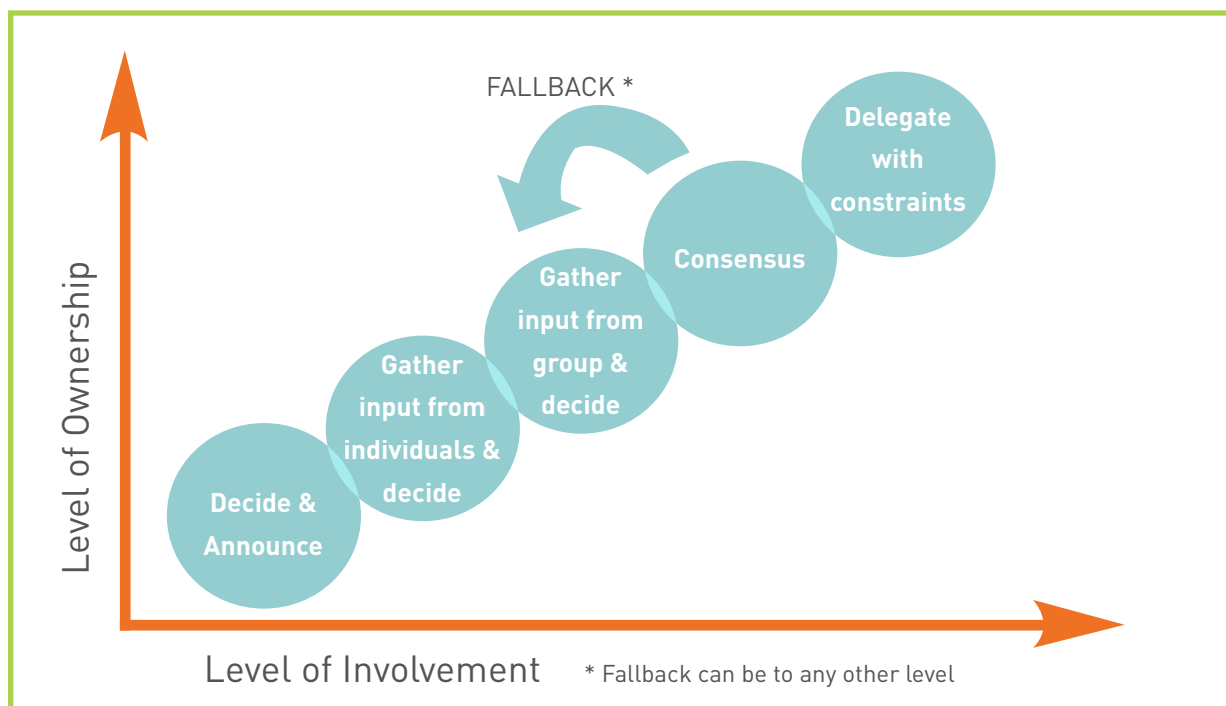 FALLBACK *
Delegate
with
constraints
Consensus
Gather
input from
group &
decide
Gather
input from
individuals &
decide
Decide &
Announce
Level of Ownership
Level of Involvement
* Fallback can be to any other level